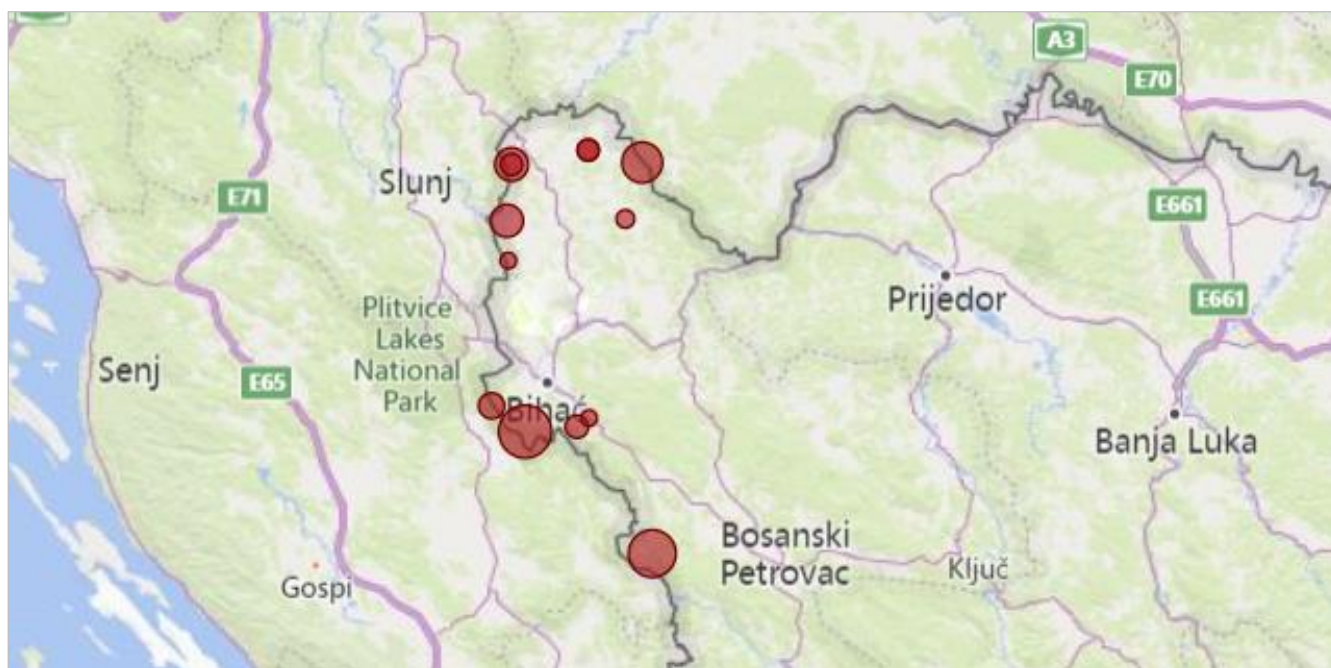 A3
E70
Slunj
E71
E661
Plitvice
Lakes
National
Park
Prijedor
E661
Senj
E65
Bihać
Banja Luka
Bosanski
Petrovac
Ključ
Gospi